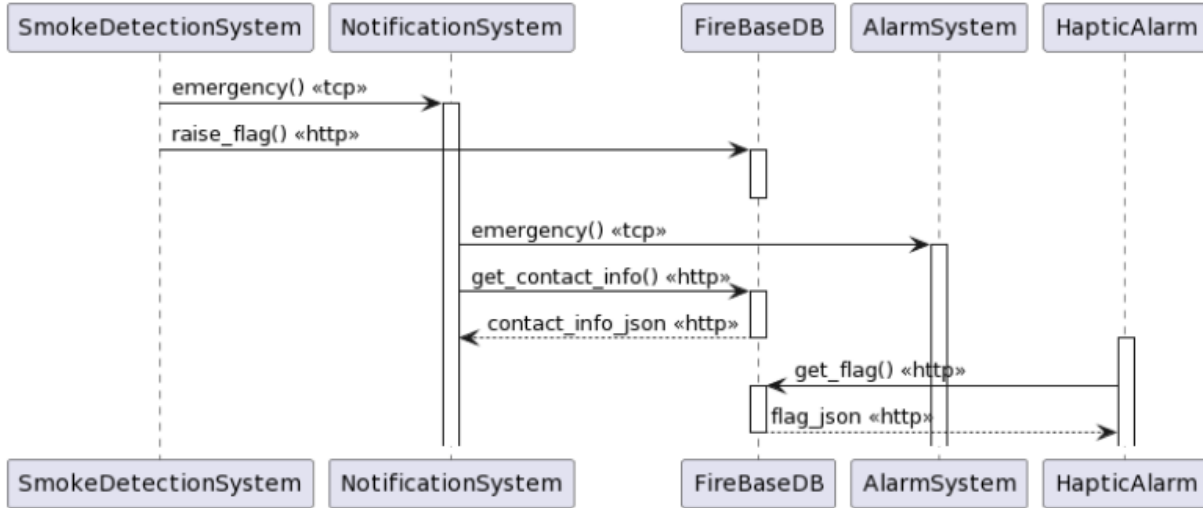 SmokeDetectionSystem NotificationSystem FireBaseDB AlarmSystem HapticAlarm
emergency() «tcp»
raise_flag() «http»
emergency() «tcp»
get_contact_info() «http»
contact_info_json «http»
get_flag() «http»
flag_json «http»
SmokeDetectionSystem NotificationSystem FireBaseDB AlarmSystem HapticAlarm